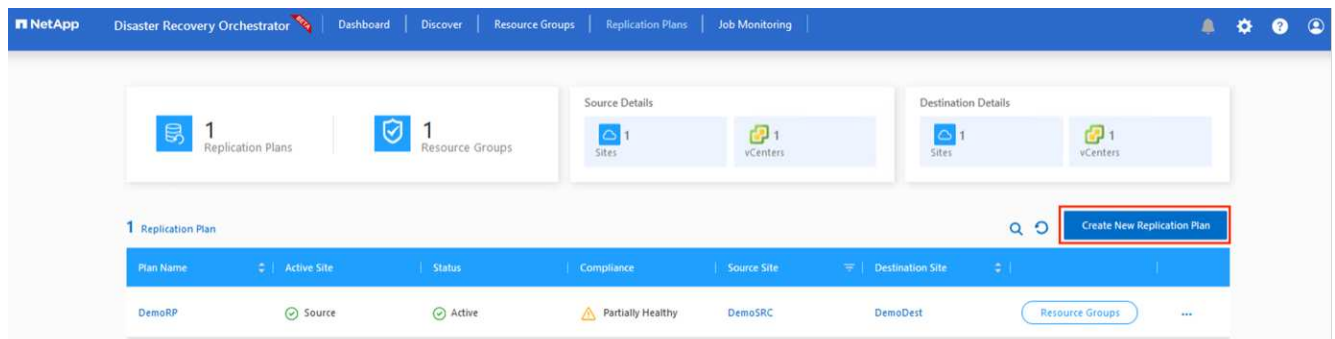 NetApp Disaster Recovery Orchestrator Dashboard Discover Resource Groups Replication Plans Job Monitoring
1 Replication Plans
1 Resource Groups
Source Details
1 Sites
1 vCenters
Destination Details
1 Sites
1 vCenters
1 Replication Plan
Create New Replication Plan
Plan Name Active Site Status Compliance Source Site Destination Site
DemoRP Source Active Partially Healthy DemoSRC DemoDest Resource Groups ...